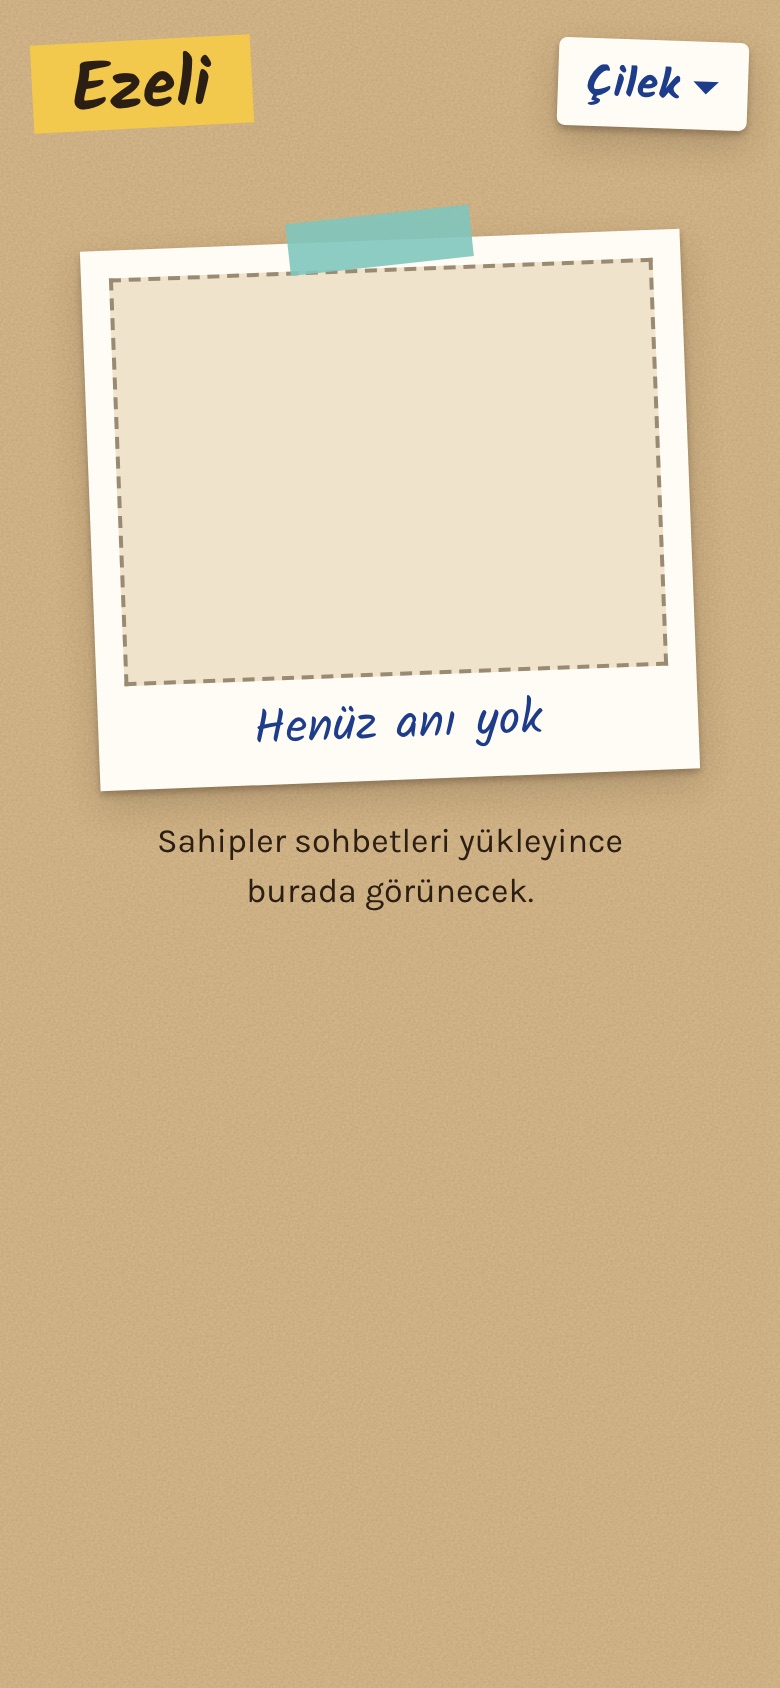 Ezeli
Çilek
Henüz anı yok
Sahipler sohbetleri yükleyince
burada görünecek.